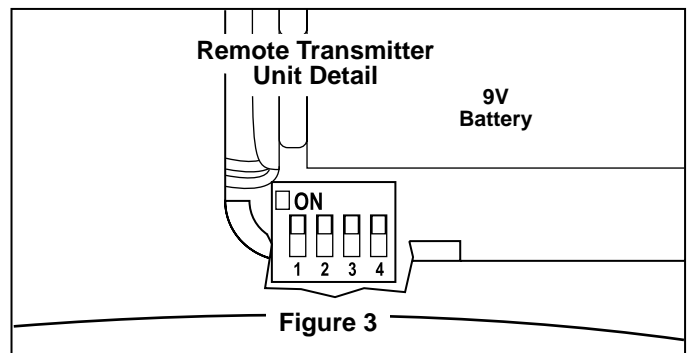 Remote Transmitter
Unit Detail
9V
Battery
ON
1 2 3 4
Figure 3